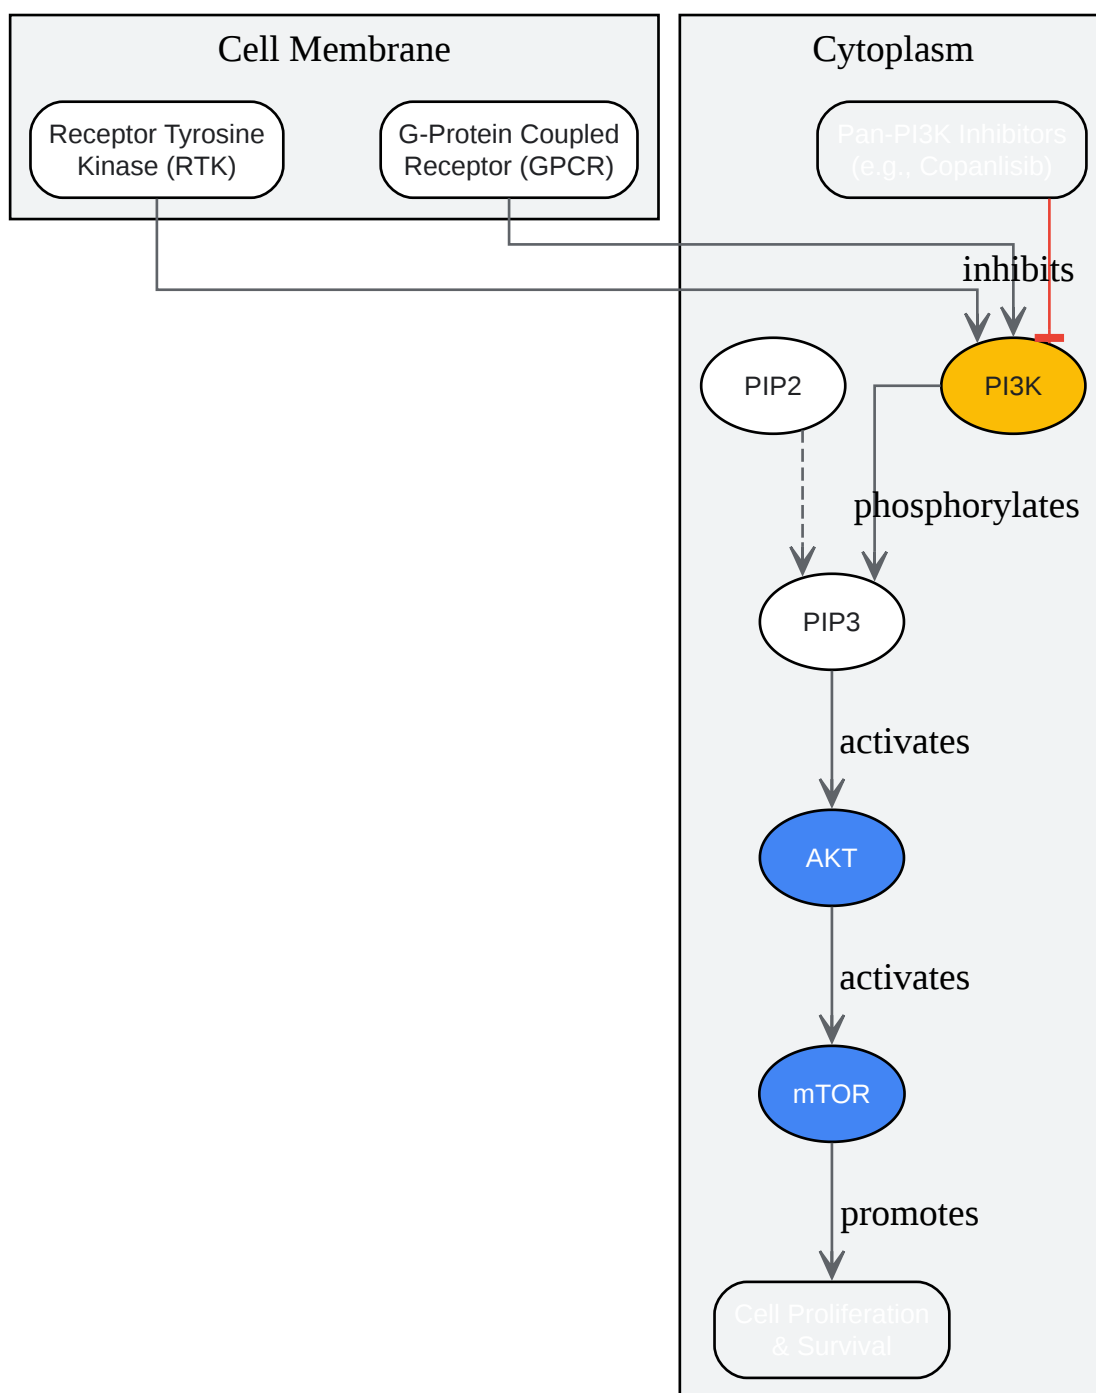 Cell Membrane
Cytoplasm
Receptor Tyrosine
Kinase (RTK)
G-Protein Coupled
Receptor (GPCR)
Pan-PI3K Inhibitors
(e.g., Copanlisib)
inhibits
PIP2
PI3K
phosphorylates
PIP3
activates
AKT
activates
mTOR
promotes
Cell Proliferation
& Survival